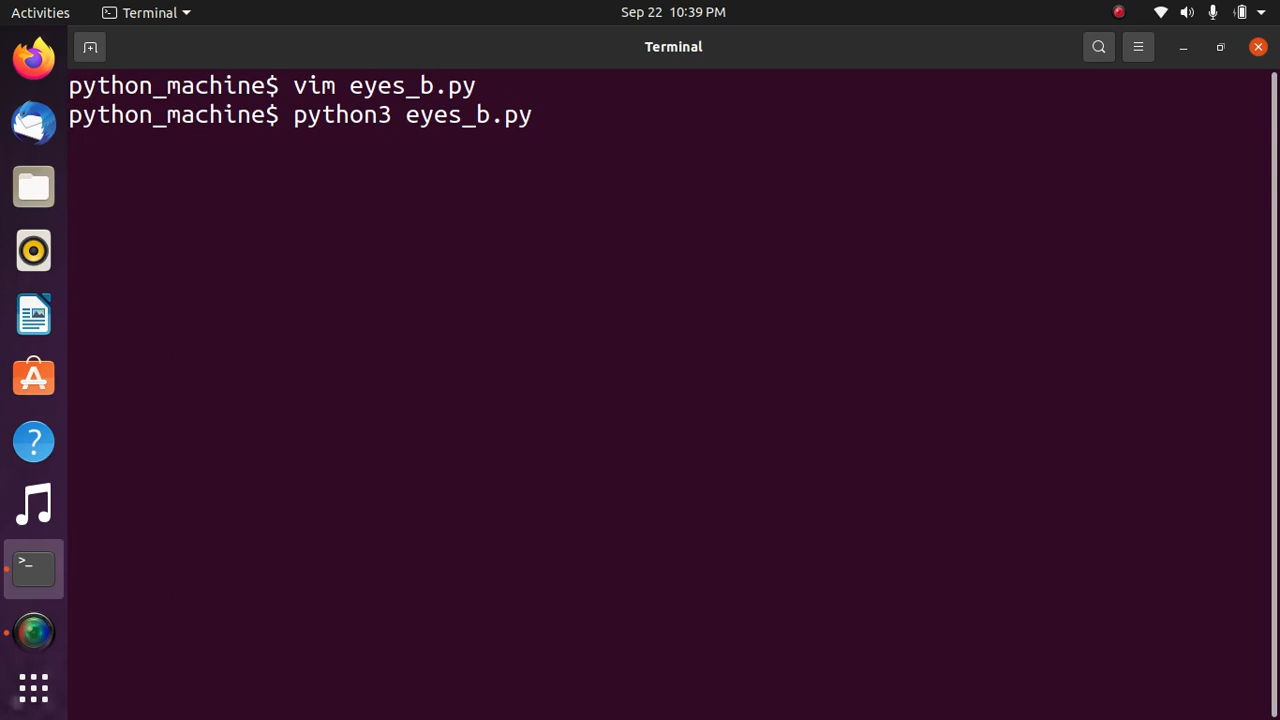 Activities Terminal Sep 22 10:39 PM
Terminal
python_machine$ vim eyes_b.py
python_machine$ python3 eyes_b.py